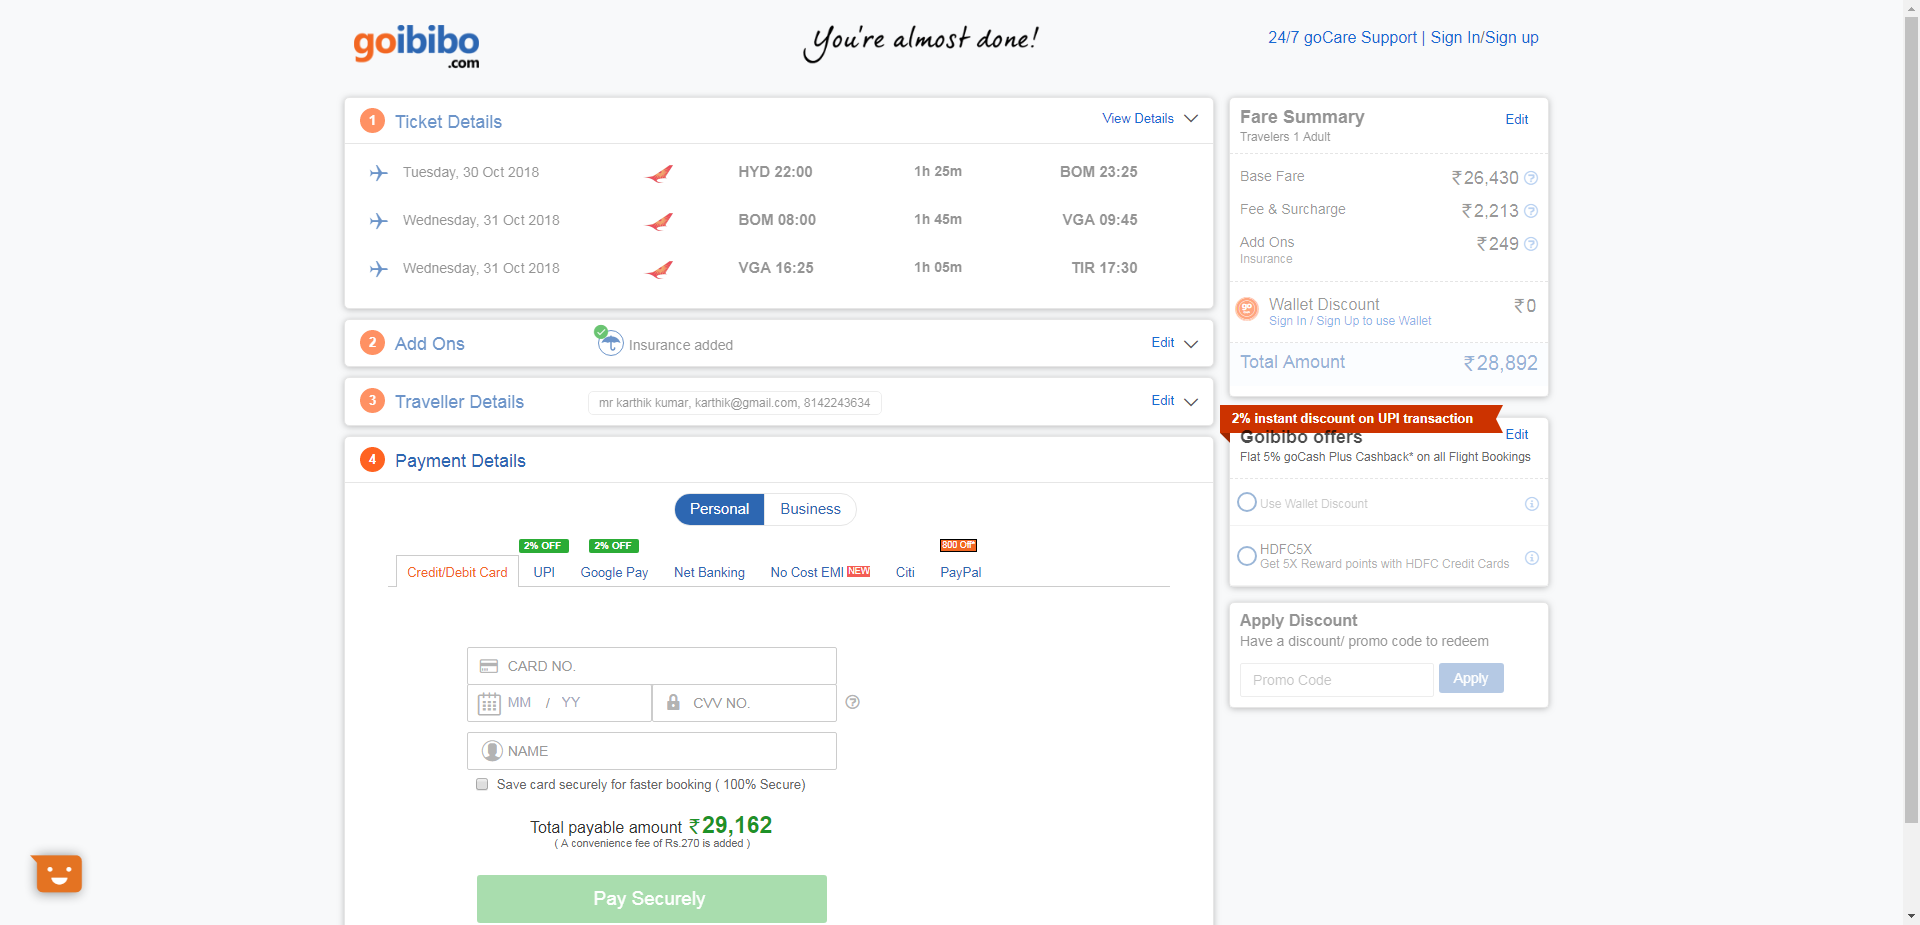 goibibo
.com
You're almost done!
24/7 goCare Support | Sign In/Sign up
1 Ticket Details
View Details
Tuesday, 30 Oct 2018 HYD 22:00 1h 25m BOM 23:25
Wednesday, 31 Oct 2018 BOM 08:00 1h 45m VGA 09:45
Wednesday, 31 Oct 2018 VGA 16:25 1h 05m TIR 17:30
2 Add Ons Insurance added Edit
3 Traveller Details mr karthik kumar, karthik@gmail.com, 8142243634 Edit
4 Payment Details
Personal Business
2% OFF 2% OFF 800 Off*
Credit/Debit Card UPI Google Pay Net Banking No Cost EMI NEW Citi PayPal
CARD NO.
MM / YY CVV NO. ?
NAME
Save card securely for faster booking ( 100% Secure)
Total payable amount ₹29,162
( A convenience fee of Rs.270 is added )
Pay Securely
Fare Summary Edit
Travelers 1 Adult
Base Fare ₹26,430 ?
Fee & Surcharge ₹2,213 ?
Add Ons ₹249 ?
Insurance
go Wallet Discount ₹0
Sign In / Sign Up to use Wallet
Total Amount ₹28,892
2% instant discount on UPI transaction
Goibibo offers Edit
Flat 5% goCash Plus Cashback* on all Flight Bookings
Use Wallet Discount i
HDFC5X
Get 5X Reward points with HDFC Credit Cards i
Apply Discount
Have a discount/ promo code to redeem
Promo Code Apply